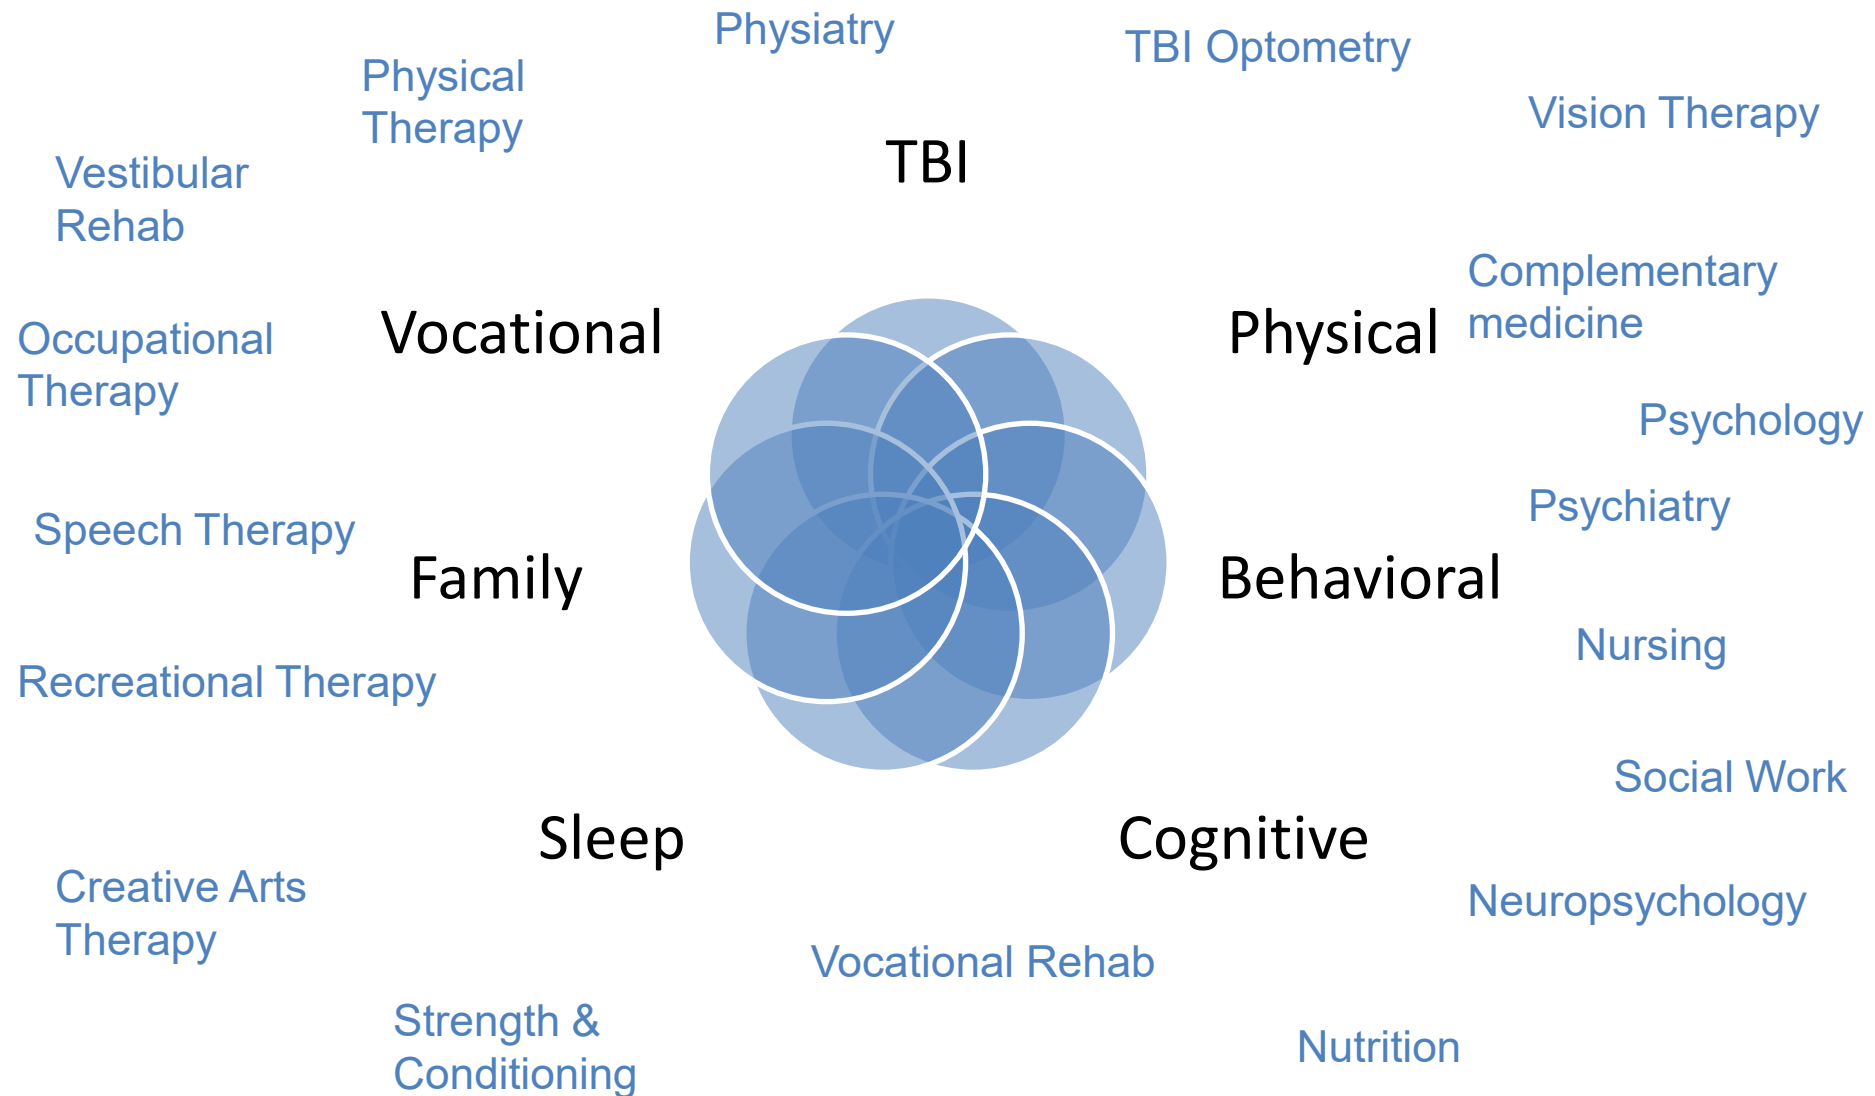 Physiatry
TBI Optometry
Physical
Therapy
Vision Therapy
TBI
Vestibular
Rehab
Complementary
medicine
Vocational
Physical
Occupational
Therapy
Psychology
Psychiatry
Speech Therapy
Family
Behavioral
Nursing
Recreational Therapy
Social Work
Sleep
Cognitive
Creative Arts
Therapy
Neuropsychology
Vocational Rehab
Strength &
Conditioning
Nutrition